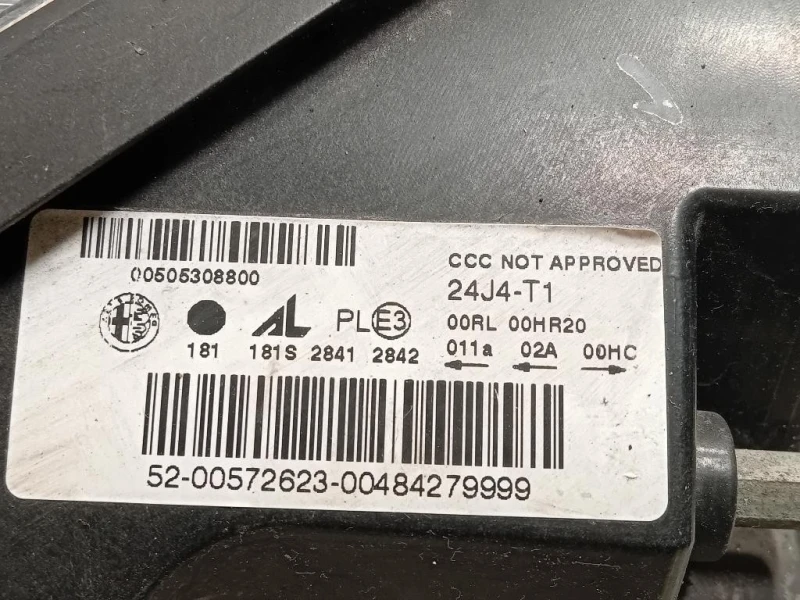 00505308800
CCC NOT APPROVED
24J4-T1
AL PL E3 00RL 00HR20
181 181S 2841 2842 011a 02A 00HC
52-00572623-00484279999